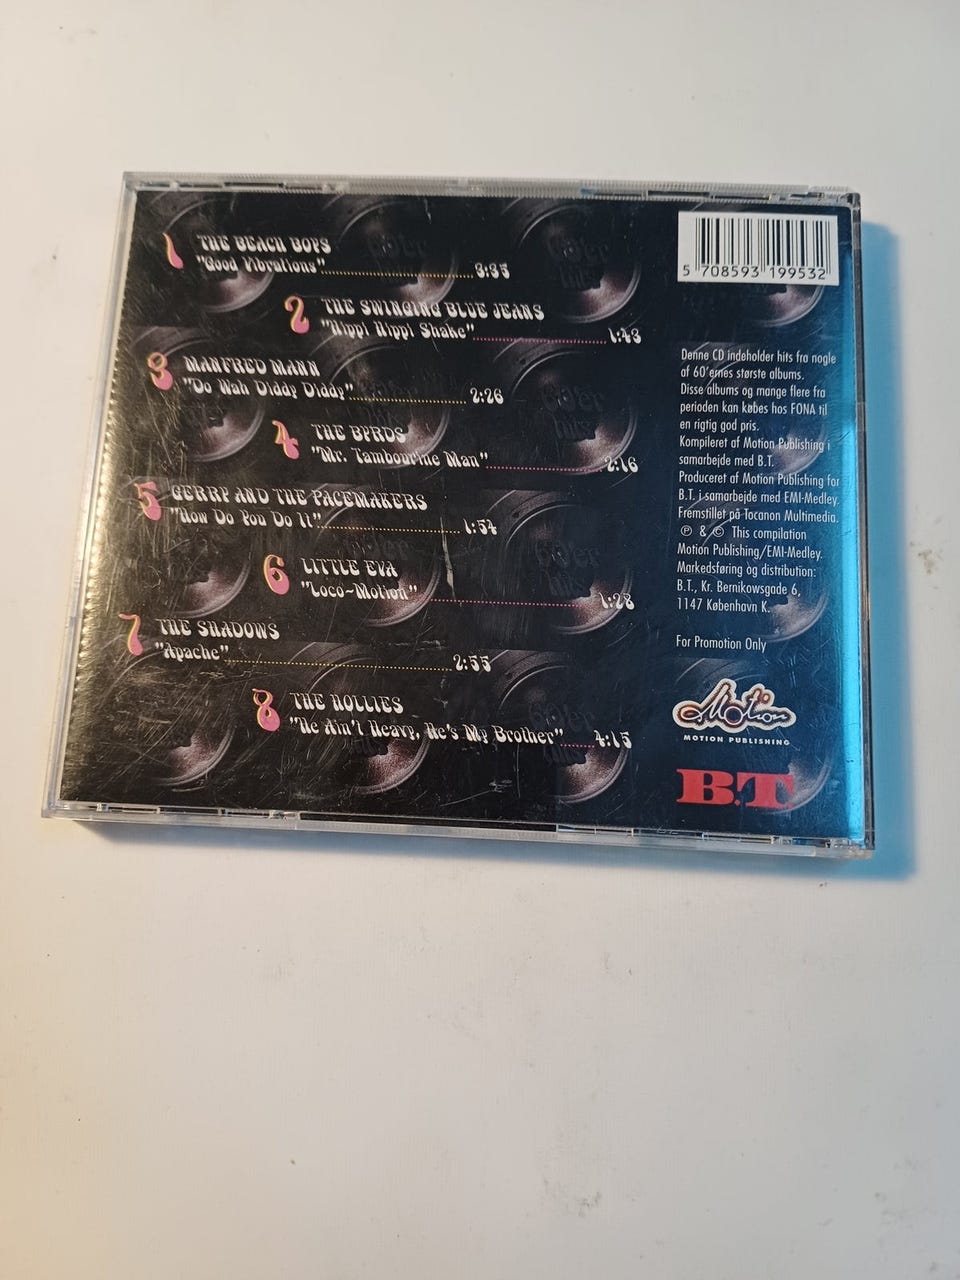 1 THE BEACH BOYS
"Good Vibrations" 3:35
2 THE SWINGING BLUE JEANS
"Hippi Hippi Shake" 1:43
3 MANFRED MANN
"Do Wah Diddy Diddy" 2:26
4 THE BYRDS
"Mr. Tambourine Man" 2:16
5 GERRY AND THE PACEMAKERS
"How Do You Do It" 1:54
6 LITTLE EVA
"Loco-Motion" 1:28
7 THE SHADOWS
"Apache" 2:55
8 THE HOLLIES
"He Ain't Heavy, He's My Brother" 4:15
5 708593 199532
Denne CD indeholder hits fra nogle
af 60'ernes største albums.
Disse albums og mange flere fra
perioden kan købes hos FONA til
en rigtig god pris.
Kompileret af Motion Publishing i
samarbejde med B.T.
Produceret af Motion Publishing for
B.T. i samarbejde med EMI-Medley.
Fremstillet på Tocanon Multimedia.
℗ & © This compilation
Motion Publishing/EMI-Medley.
Markedsføring og distribution:
B.T., Kr. Bernikowsgade 6,
1147 København K.
For Promotion Only
Motion
MOTION PUBLISHING
B.T
60'er
hits